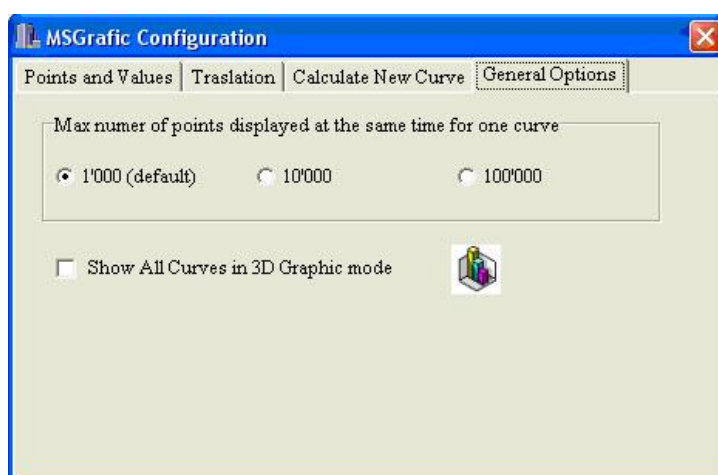 MSGrafic Configuration
Points and Values Traslation Calculate New Curve General Options
Max numer of points displayed at the same time for one curve
1'000 (default) 10'000 100'000
Show All Curves in 3D Graphic mode